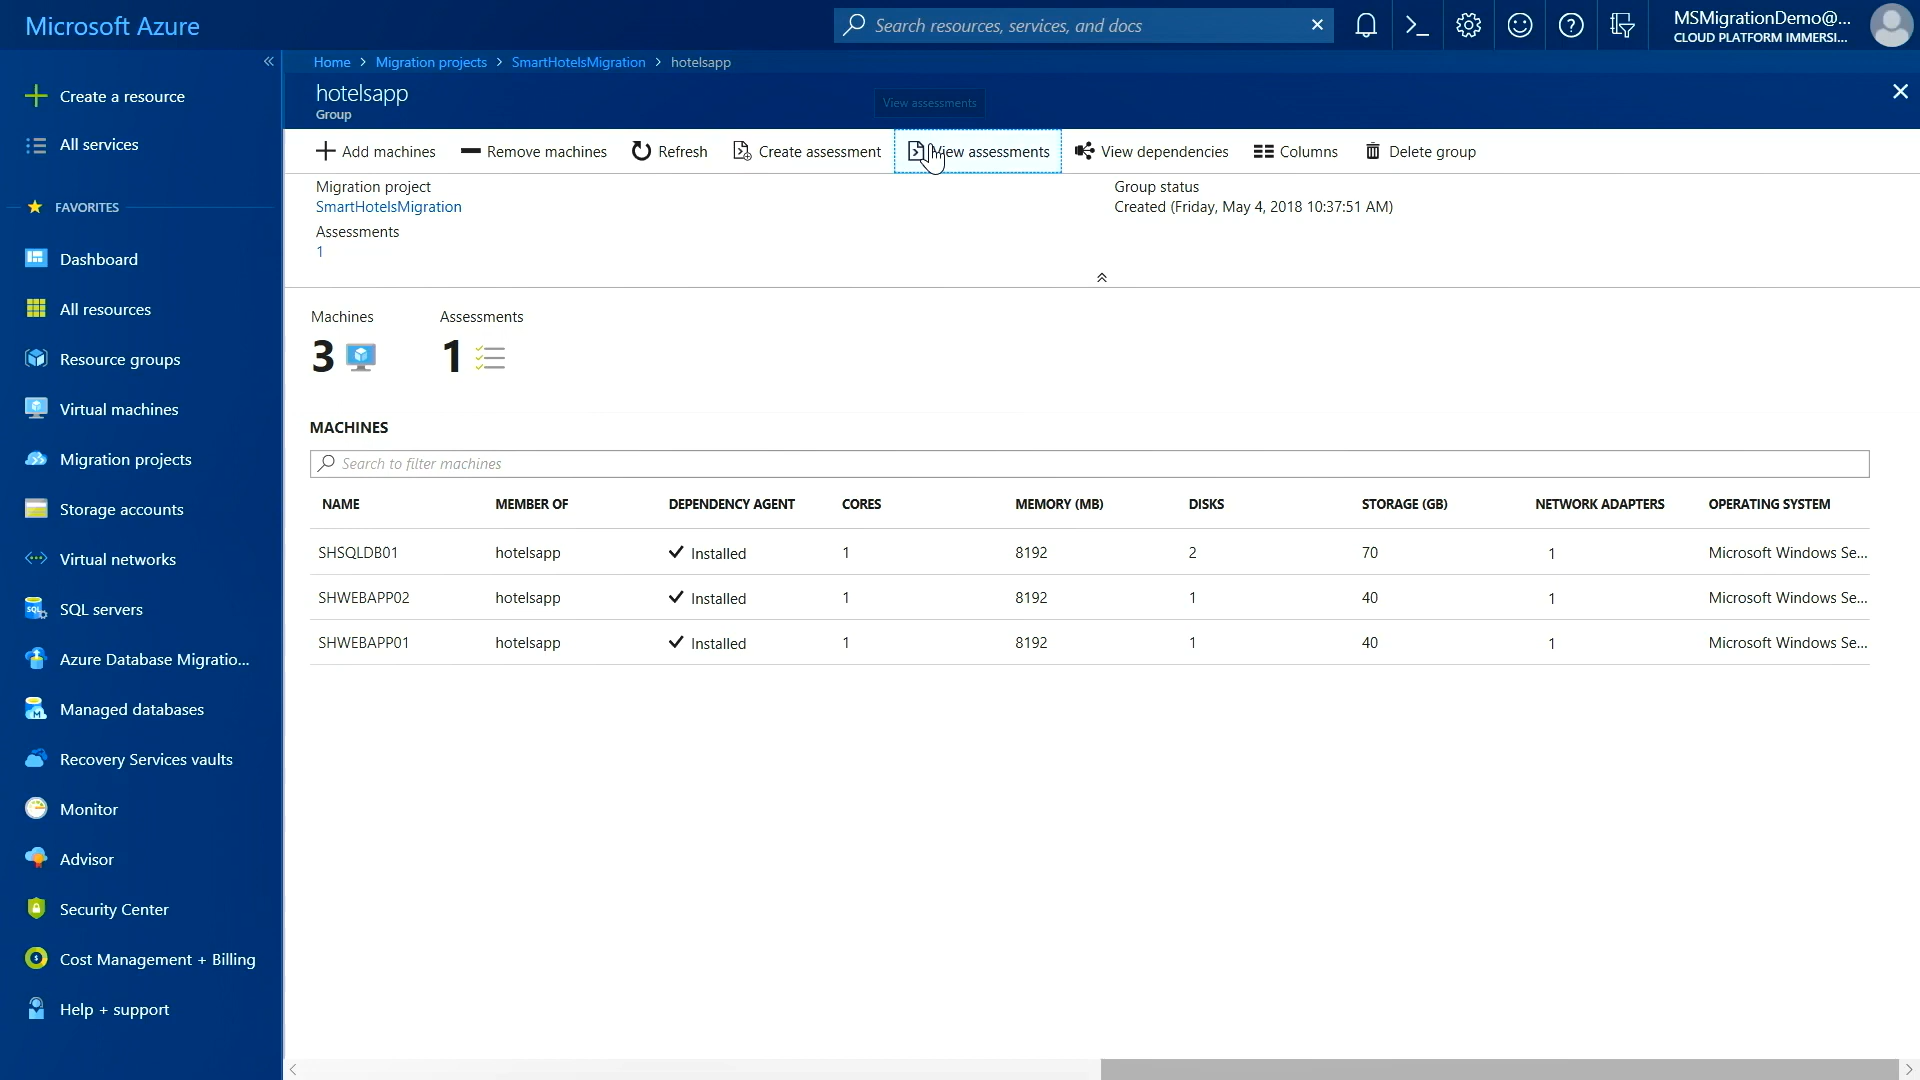 Microsoft Azure
Search resources, services, and docs
MSMigrationDemo@...
CLOUD PLATFORM IMMERSI...
Create a resource
All services
FAVORITES
Dashboard
All resources
Resource groups
Virtual machines
Migration projects
Storage accounts
Virtual networks
SQL servers
Azure Database Migratio...
Managed databases
Recovery Services vaults
Monitor
Advisor
Security Center
Cost Management + Billing
Help + support
Home > Migration projects > SmartHotelsMigration > hotelsapp
hotelsapp
Group
View assessments
Add machines Remove machines Refresh Create assessment View assessments View dependencies Columns Delete group
Migration project
SmartHotelsMigration
Assessments
1
Group status
Created (Friday, May 4, 2018 10:37:51 AM)
Machines
3
Assessments
1
MACHINES
Search to filter machines
NAME MEMBER OF DEPENDENCY AGENT CORES MEMORY (MB) DISKS STORAGE (GB) NETWORK ADAPTERS OPERATING SYSTEM
SHSQLDB01 hotelsapp Installed 1 8192 2 70 1 Microsoft Windows Se...
SHWEBAPP02 hotelsapp Installed 1 8192 1 40 1 Microsoft Windows Se...
SHWEBAPP01 hotelsapp Installed 1 8192 1 40 1 Microsoft Windows Se...